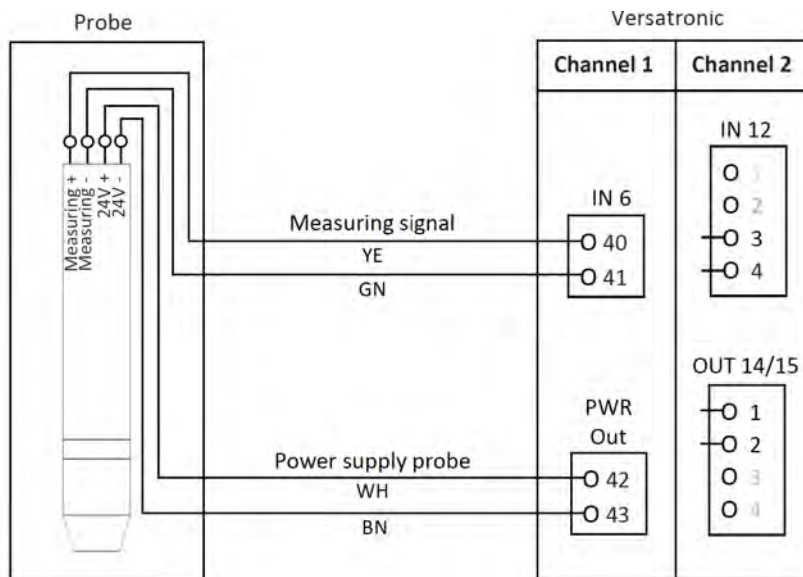 Probe
Versatronic
Channel 1
Channel 2
Measuring +
Measuring -
24V +
24V -
Measuring signal
YE
GN
Power supply probe
WH
BN
IN 6
40
41
PWR
Out
42
43
IN 12
1
2
3
4
OUT 14/15
1
2
3
4